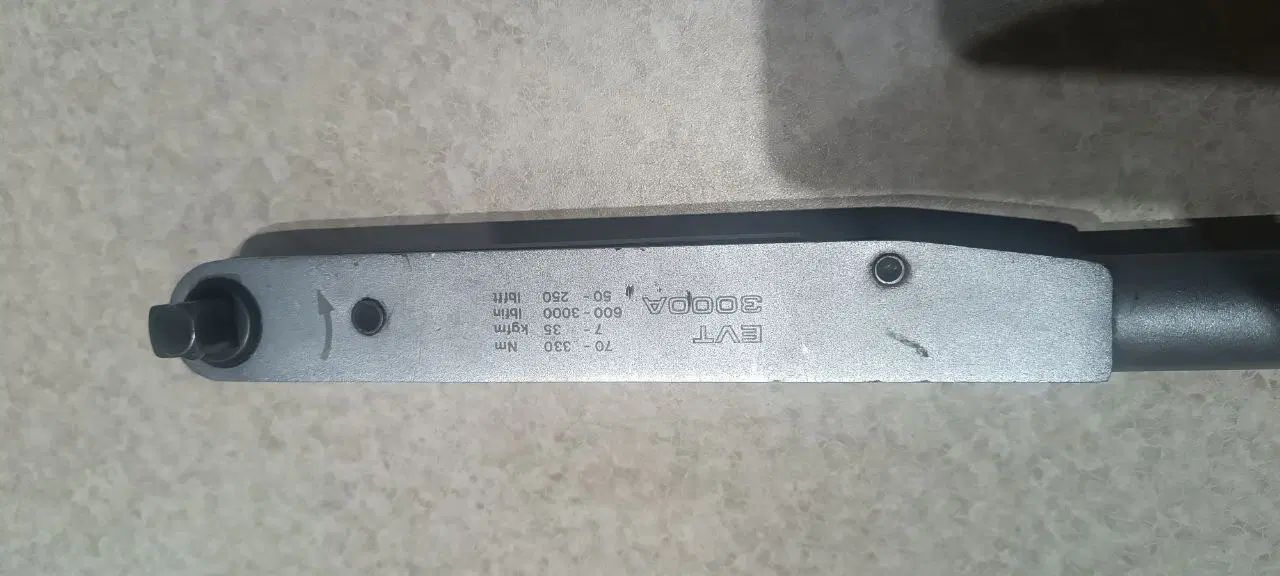 EVT
3000A
70 - 330 Nm
7 - 35 kgfm
600 - 3000 lbfin
50 - 250 lbfft